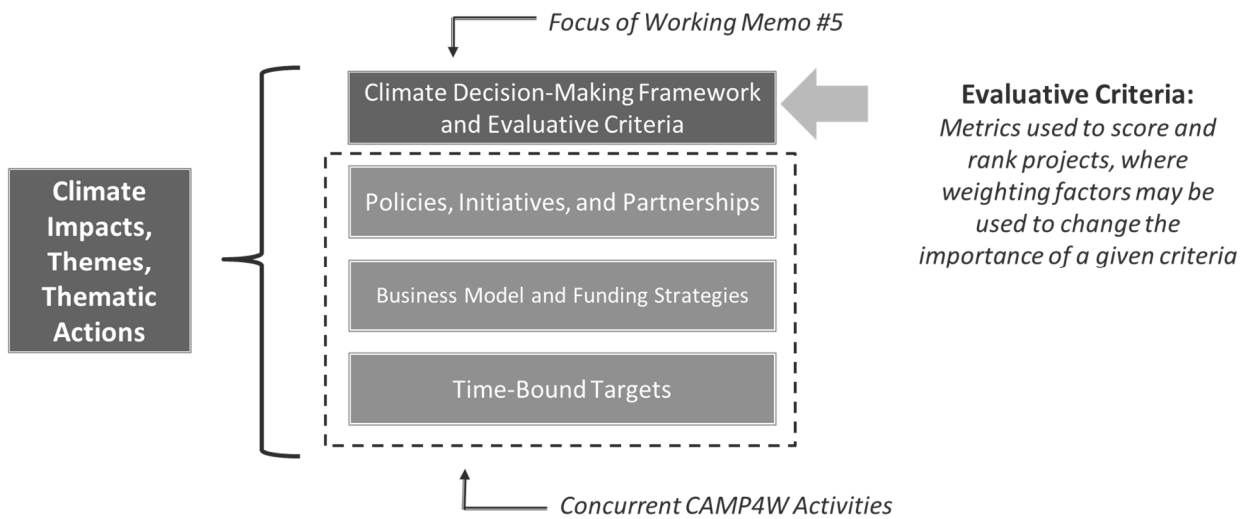 Focus of Working Memo #5
Climate Decision-Making Framework
and Evaluative Criteria
Evaluative Criteria:
Metrics used to score and
rank projects, where
weighting factors may be
used to change the
importance of a given criteria
Climate
Impacts,
Themes,
Thematic
Actions
Policies, Initiatives, and Partnerships
Business Model and Funding Strategies
Time-Bound Targets
Concurrent CAMP4W Activities